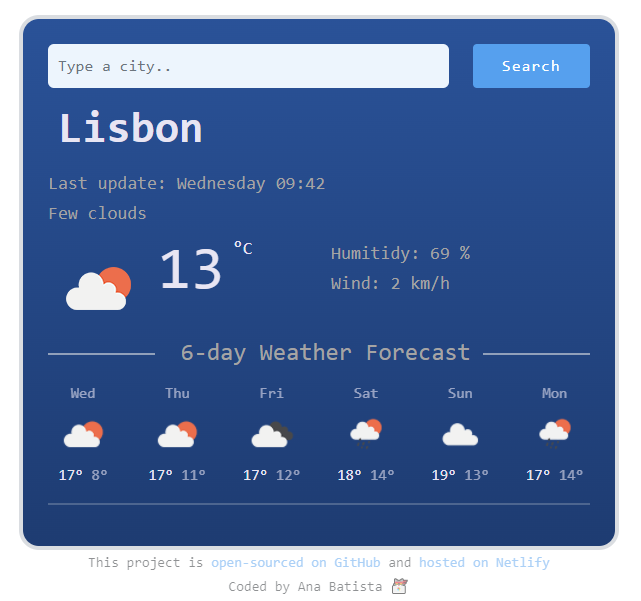 Type a city..
Search
Lisbon
Last update: Wednesday 09:42
Few clouds
13 °C
Humitidy: 69 %
Wind: 2 km/h
6-day Weather Forecast
Wed Thu Fri Sat Sun Mon
17° 8° 17° 11° 17° 12° 18° 14° 19° 13° 17° 14°
This project is open-sourced on GitHub and hosted on Netlify
Coded by Ana Batista